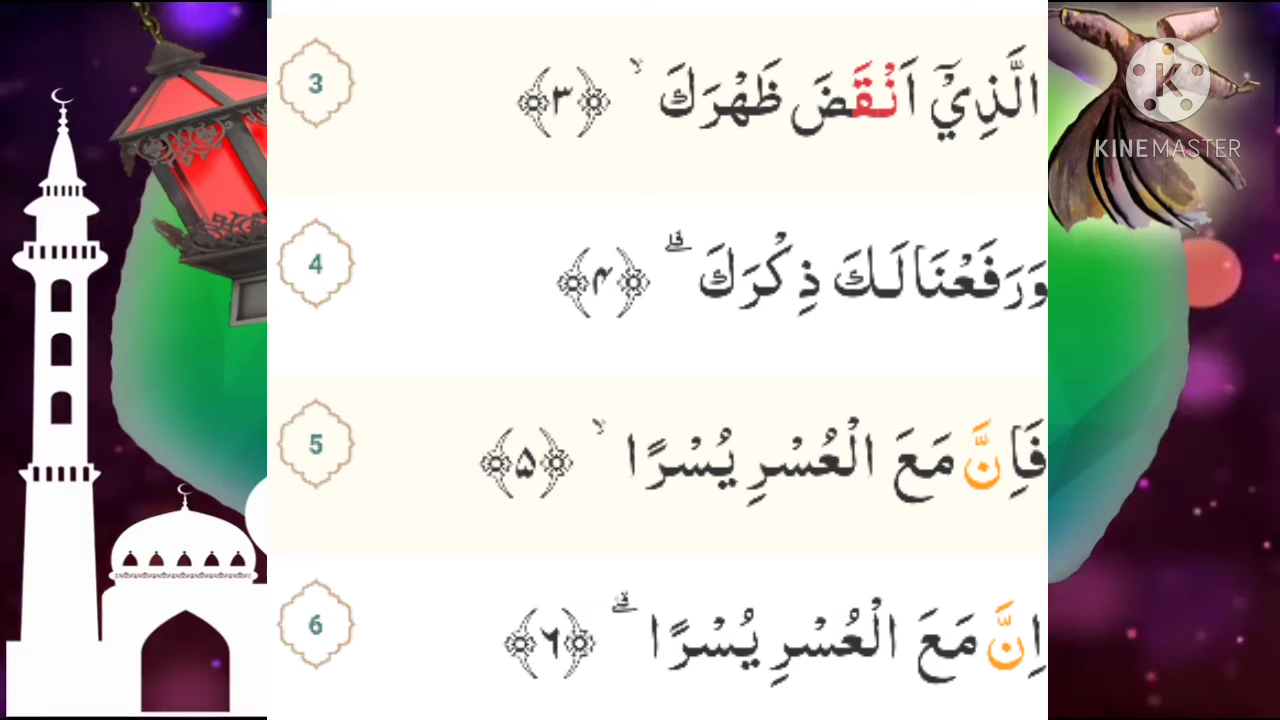 3 الَّذِيْٓ اَنْقَضَ ظَهْرَكَ ۙ ﴿۳﴾
4 وَرَفَعْنَا لَكَ ذِكْرَكَ ؕ ﴿۴﴾
5 فَاِنَّ مَعَ الْعُسْرِ يُسْرًا ۙ ﴿۵﴾
6 اِنَّ مَعَ الْعُسْرِ يُسْرًا ؕ ﴿۶﴾
K
KINEMASTER